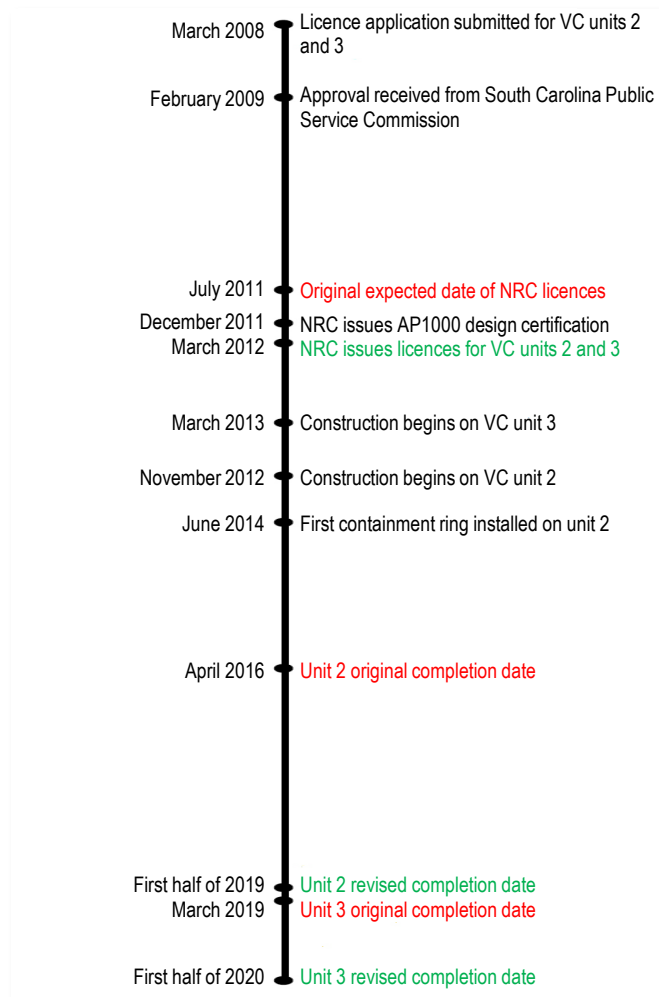 March 2008 Licence application submitted for VC units 2
and 3
February 2009 Approval received from South Carolina Public
Service Commission
July 2011 Original expected date of NRC licences
December 2011 NRC issues AP1000 design certification
March 2012 NRC issues licences for VC units 2 and 3
March 2013 Construction begins on VC unit 3
November 2012 Construction begins on VC unit 2
June 2014 First containment ring installed on unit 2
April 2016 Unit 2 original completion date
First half of 2019 Unit 2 revised completion date
March 2019 Unit 3 original completion date
First half of 2020 Unit 3 revised completion date